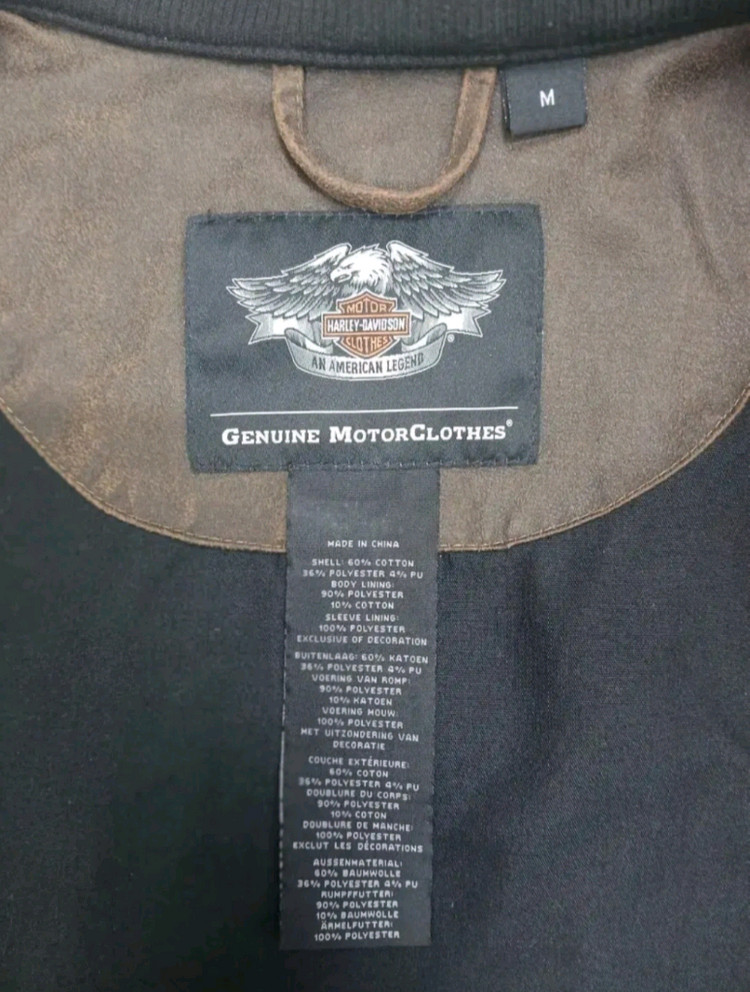 M
MOTOR
HARLEY-DAVIDSON
CLOTHES
®
AN AMERICAN LEGEND
GENUINE MOTORCLOTHES®
MADE IN CHINA
SHELL: 60% COTTON
36% POLYESTER 4% PU
BODY LINING:
90% POLYESTER
10% COTTON
SLEEVE LINING:
100% POLYESTER
EXCLUSIVE OF DECORATION
BUITENLAAG: 60% KATOEN
36% POLYESTER 4% PU
VOERING VAN ROMP:
90% POLYESTER
10% KATOEN
VOERING MOUW:
100% POLYESTER
MET UITZONDERING VAN
DECORATIE
COUCHE EXTÉRIEURE:
60% COTON
36% POLYESTER 4% PU
DOUBLURE DU CORPS:
90% POLYESTER
10% COTON
DOUBLURE DE MANCHE:
100% POLYESTER
EXCLUT LES DÉCORATIONS
AUSSENMATERIAL:
60% BAUMWOLLE
36% POLYESTER 4% PU
RUMPFFUTTER:
90% POLYESTER
10% BAUMWOLLE
ÄRMELFUTTER:
100% POLYESTER